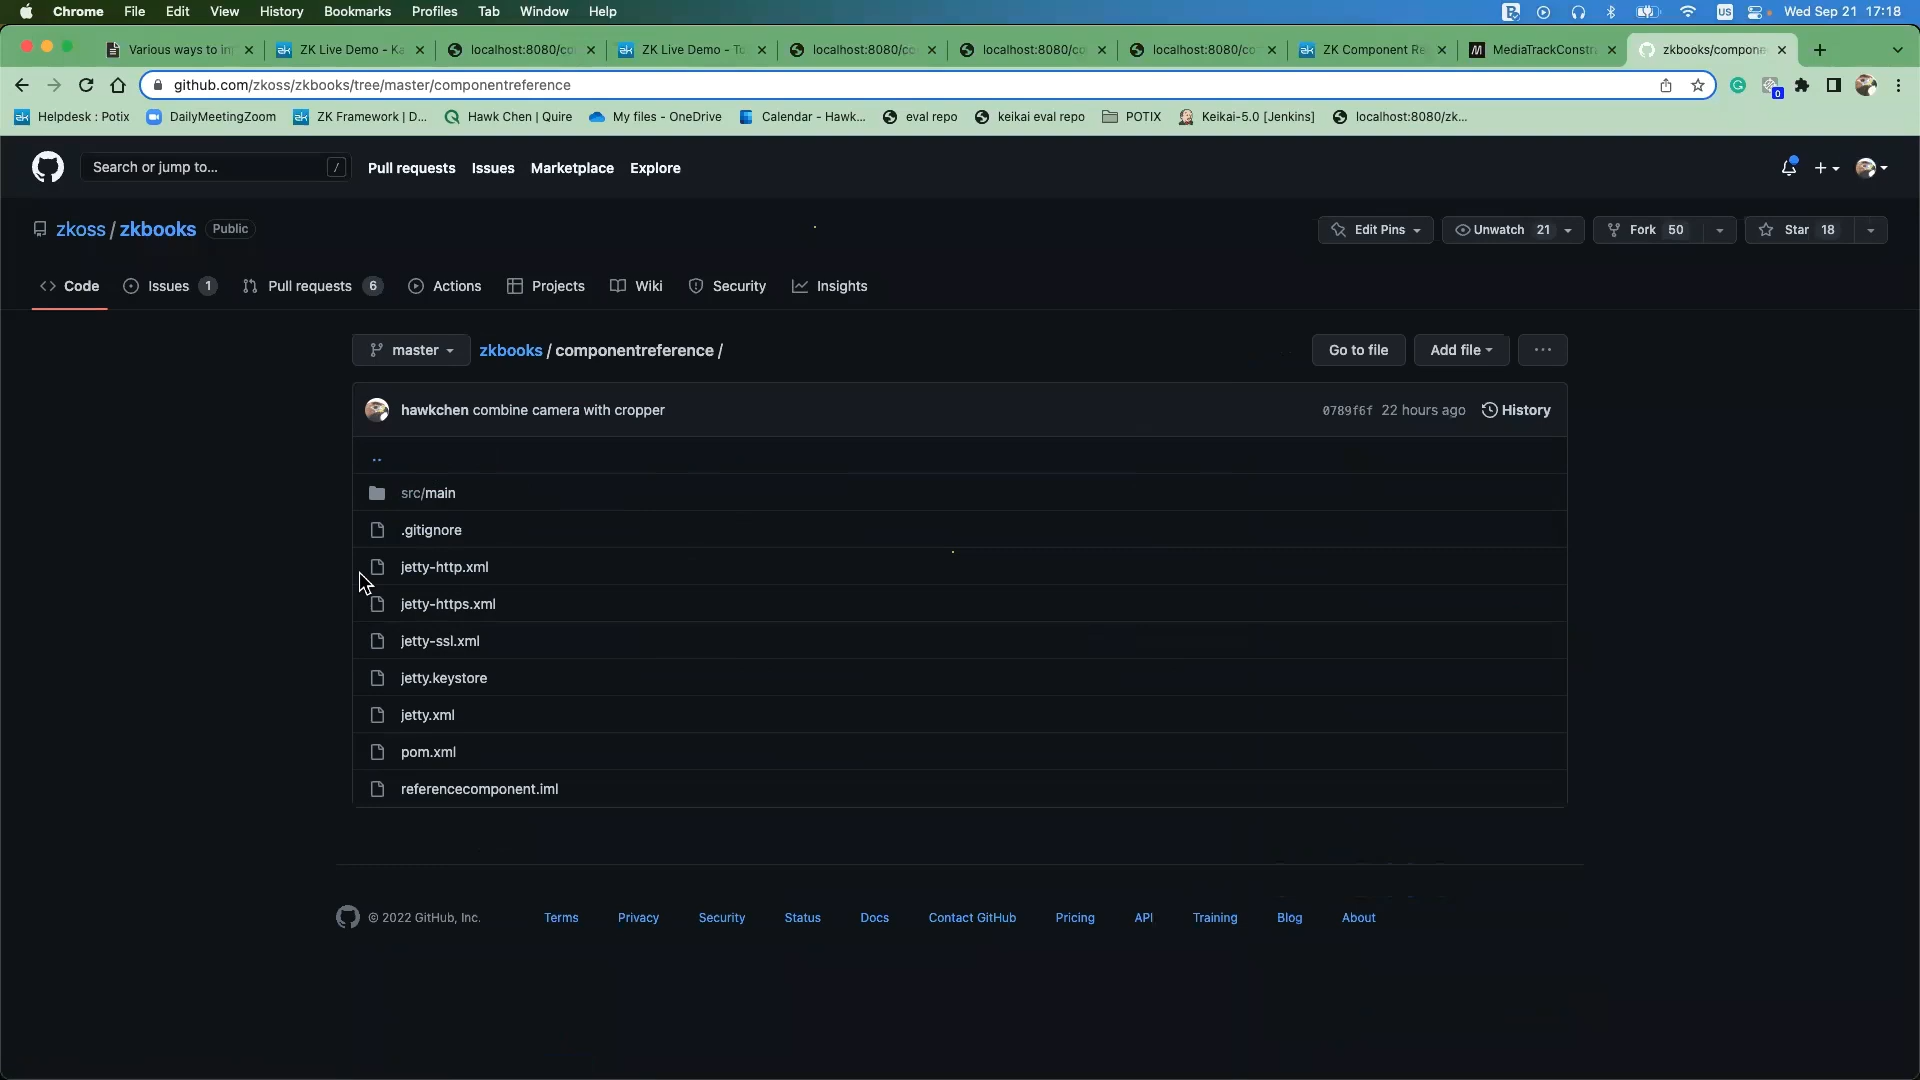 Chrome File Edit View History Bookmarks Profiles Tab Window Help US Wed Sep 21 17:18
Various ways to in ZK Live Demo - Ka localhost:8080/co ZK Live Demo - localhost:8080/co localhost:8080/co localhost:8080/co ZK Component Re MediaTrackConstr zkbooks/compone
github.com/zkoss/zkbooks/tree/master/componentreference 0
Helpdesk : Potix DailyMeetingZoom ZK Framework | D... Hawk Chen | Quire My files - OneDrive Calendar - Hawk... eval repo keikai eval repo POTIX Keikai-5.0 [Jenkins] localhost:8080/zk...
Search or jump to... / Pull requests Issues Marketplace Explore
zkoss / zkbooks Public Edit Pins Unwatch 21 Fork 50 Star 18
Code Issues 1 Pull requests 6 Actions Projects Wiki Security Insights
master zkbooks / componentreference / Go to file Add file ...
hawkchen combine camera with cropper 0789f6f 22 hours ago History
..
src/main
.gitignore
jetty-http.xml
jetty-https.xml
jetty-ssl.xml
jetty.keystore
jetty.xml
pom.xml
referencecomponent.iml
© 2022 GitHub, Inc. Terms Privacy Security Status Docs Contact GitHub Pricing API Training Blog About